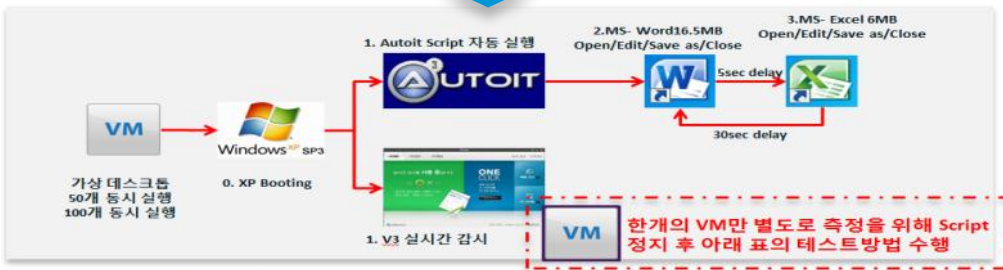 1. Autoit Script 자동 실행
2.MS- Word16.5MB
Open/Edit/Save as/Close
3.MS- Excel 6MB
Open/Edit/Save as/Close
3
AUTOIT
5sec delay
30sec delay
VM
Windows XP SP3
가상 데스크톱
50개 동시 실행
100개 동시 실행
0. XP Booting
ONE
CLICK
1. V3 실시간 감시
VM
한개의 VM만 별도로 측정을 위해 Script
정지 후 아래 표의 테스트방법 수행